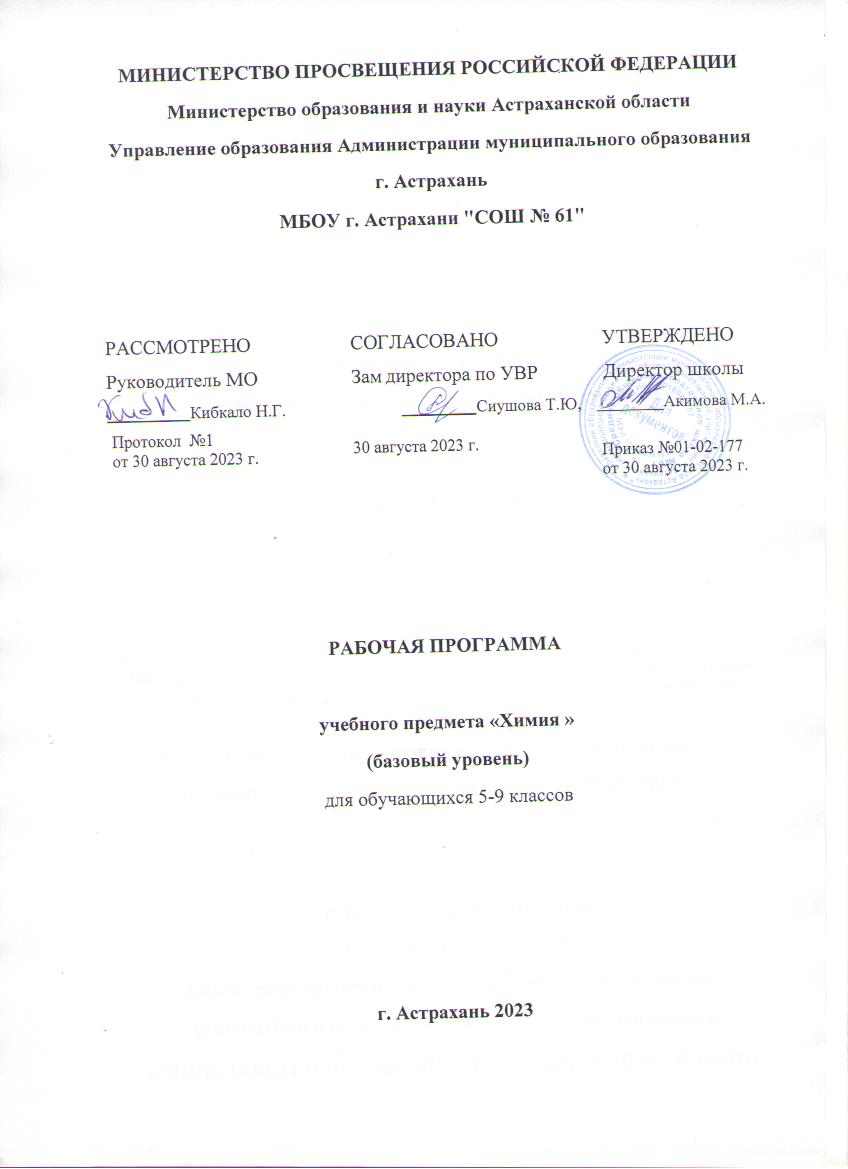 МИНИСТЕРСТВО ПРОСВЕЩЕНИЯ РОССИЙСКОЙ ФЕДЕРАЦИИ
Министерство образования и науки Астраханской области
Управление образования Администрации муниципального образования
г. Астрахань
МБОУ г. Астрахани "СОШ № 61"
РАССМОТРЕНО
Руководитель МО
Кибкало Н.Г.
Протокол №1
от 30 августа 2023 г.
СОГЛАСОВАНО
Зам директора по УВР
Сиушова Т.Ю,
30 августа 2023 г.
УТВЕРЖДЕНО
Директор школы
Акимова М.А.
Приказ №01-02-177
от 30 августа 2023 г.
Для
документов
РАБОЧАЯ ПРОГРАММА
учебного предмета «Химия »
(базовый уровень)
для обучающихся 5-9 классов
г. Астрахань 2023